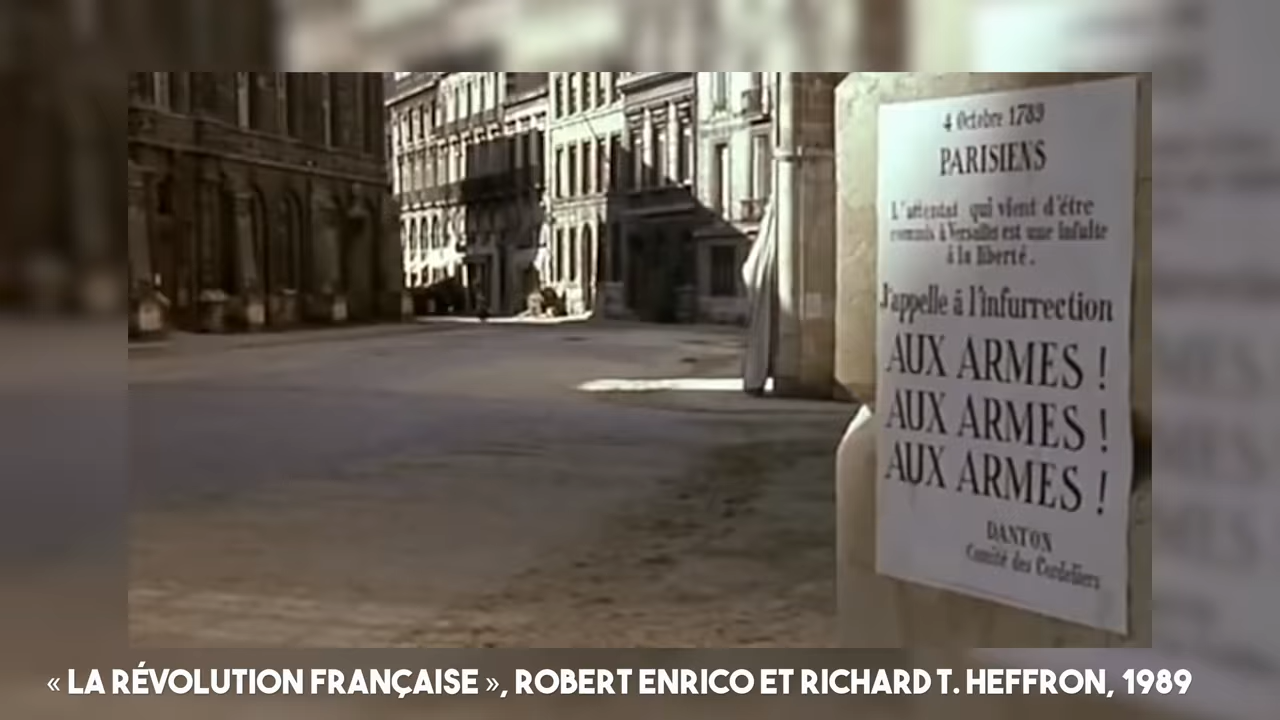 4 Octobre 1789
PARISIENS
L'attentat qui vient d'être
commis à Versailles est une infulte
à la liberté.
J'appelle à l'infurrection
AUX ARMES !
AUX ARMES !
AUX ARMES !
DANTON
Comité des Cordeliers
« LA RÉVOLUTION FRANÇAISE », ROBERT ENRICO ET RICHARD T. HEFFRON, 1989